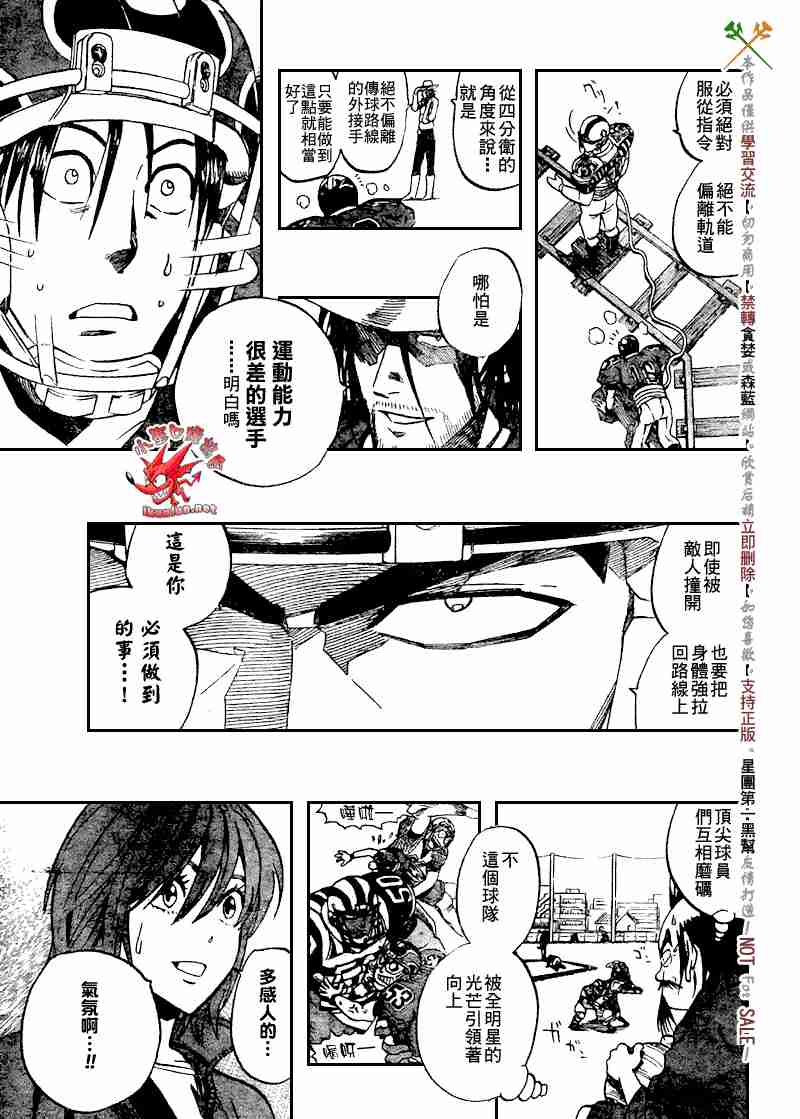 必須絕對
服從指令
絕不能
偏離軌道
從四分衛的
角度來說…
就是
絕不偏離
傳球路線
的外接手
只要能做到
這點就相當
好了
哪怕是
運動能力
很差的選手
……明白嗎
即使被
敵人撞開
也要把
身體強拉
回路線上
這是你
必須做到
的事…!
頂尖球員
們互相磨礪
不
這個球隊
被全明星的
光芒引領著
向上
嘩啦—
嗚呀—
多感人的…
氣氛啊…!!
本作品僅供學習交流!切勿商用!禁轉貪婪或森藍網站。欣賞后請立即刪除!如您喜歡,請支持正版。星團第一黑幫友情打造!NOT For SALE!